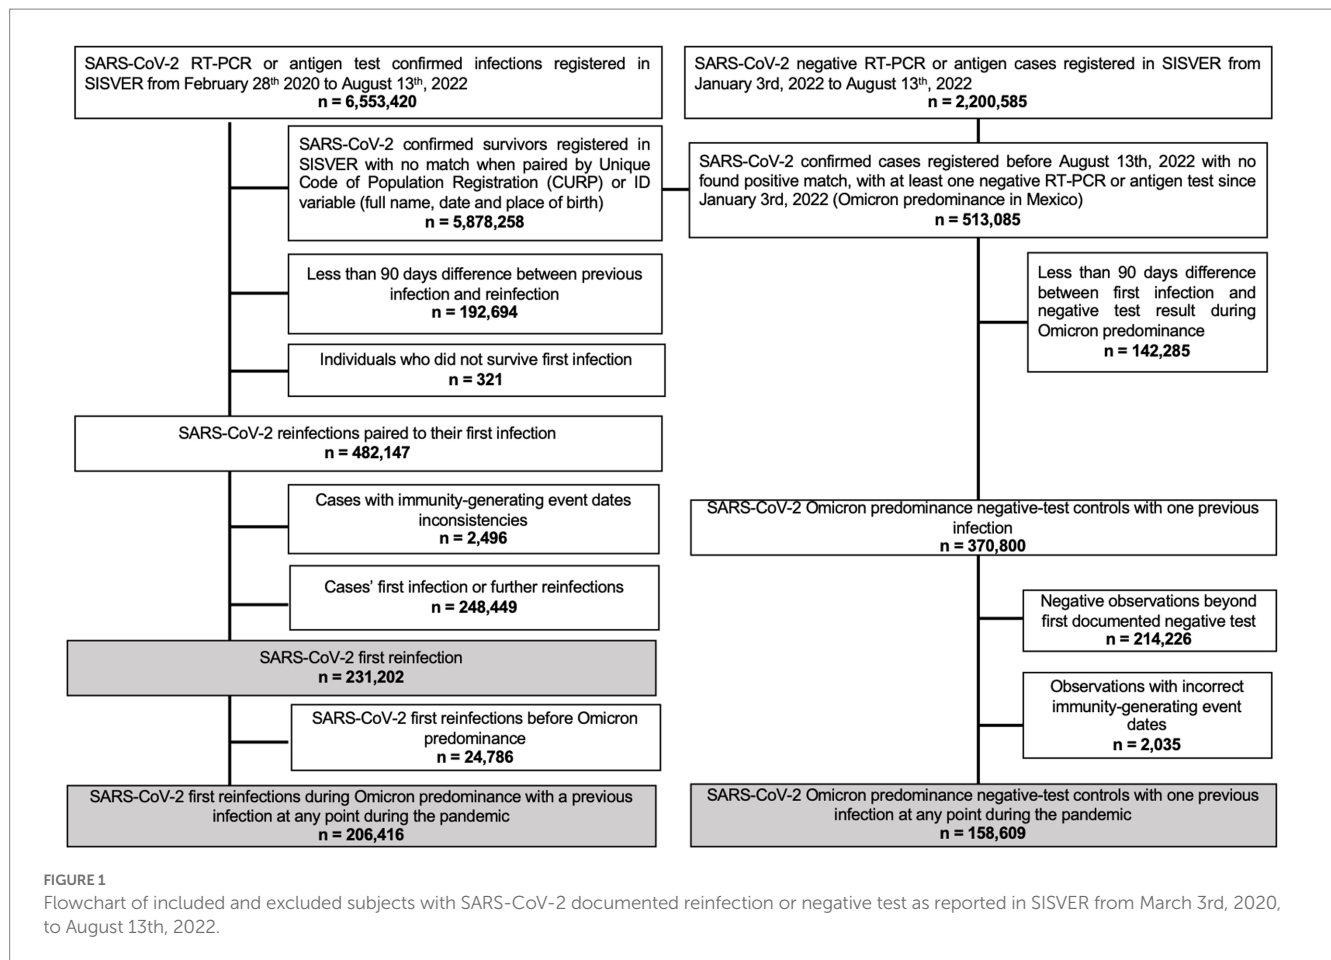 SARS-CoV-2 RT-PCR or antigen test confirmed infections registered in
SISVER from February 28th 2020 to August 13th, 2022
n = 6,553,420
SARS-CoV-2 confirmed survivors registered in
SISVER with no match when paired by Unique
Code of Population Registration (CURP) or ID
variable (full name, date and place of birth)
n = 5,878,258
Less than 90 days difference between previous
infection and reinfection
n = 192,694
Individuals who did not survive first infection
n = 321
SARS-CoV-2 reinfections paired to their first infection
n = 482,147
Cases with immunity-generating event dates
inconsistencies
n = 2,496
Cases' first infection or further reinfections
n = 248,449
SARS-CoV-2 first reinfection
n = 231,202
SARS-CoV-2 first reinfections before Omicron
predominance
n = 24,786
SARS-CoV-2 first reinfections during Omicron predominance with a previous
infection at any point during the pandemic
n = 206,416
SARS-CoV-2 negative RT-PCR or antigen cases registered in SISVER from
January 3rd, 2022 to August 13th, 2022
n = 2,200,585
SARS-CoV-2 confirmed cases registered before August 13th, 2022 with no
found positive match, with at least one negative RT-PCR or antigen test since
January 3rd, 2022 (Omicron predominance in Mexico)
n = 513,085
Less than 90 days difference
between first infection and
negative test result during
Omicron predominance
n = 142,285
SARS-CoV-2 Omicron predominance negative-test controls with one previous
infection
n = 370,800
Negative observations beyond
first documented negative test
n = 214,226
Observations with incorrect
immunity-generating event
dates
n = 2,035
SARS-CoV-2 Omicron predominance negative-test controls with one previous
infection at any point during the pandemic
n = 158,609
FIGURE 1
Flowchart of included and excluded subjects with SARS-CoV-2 documented reinfection or negative test as reported in SISVER from March 3rd, 2020,
to August 13th, 2022.